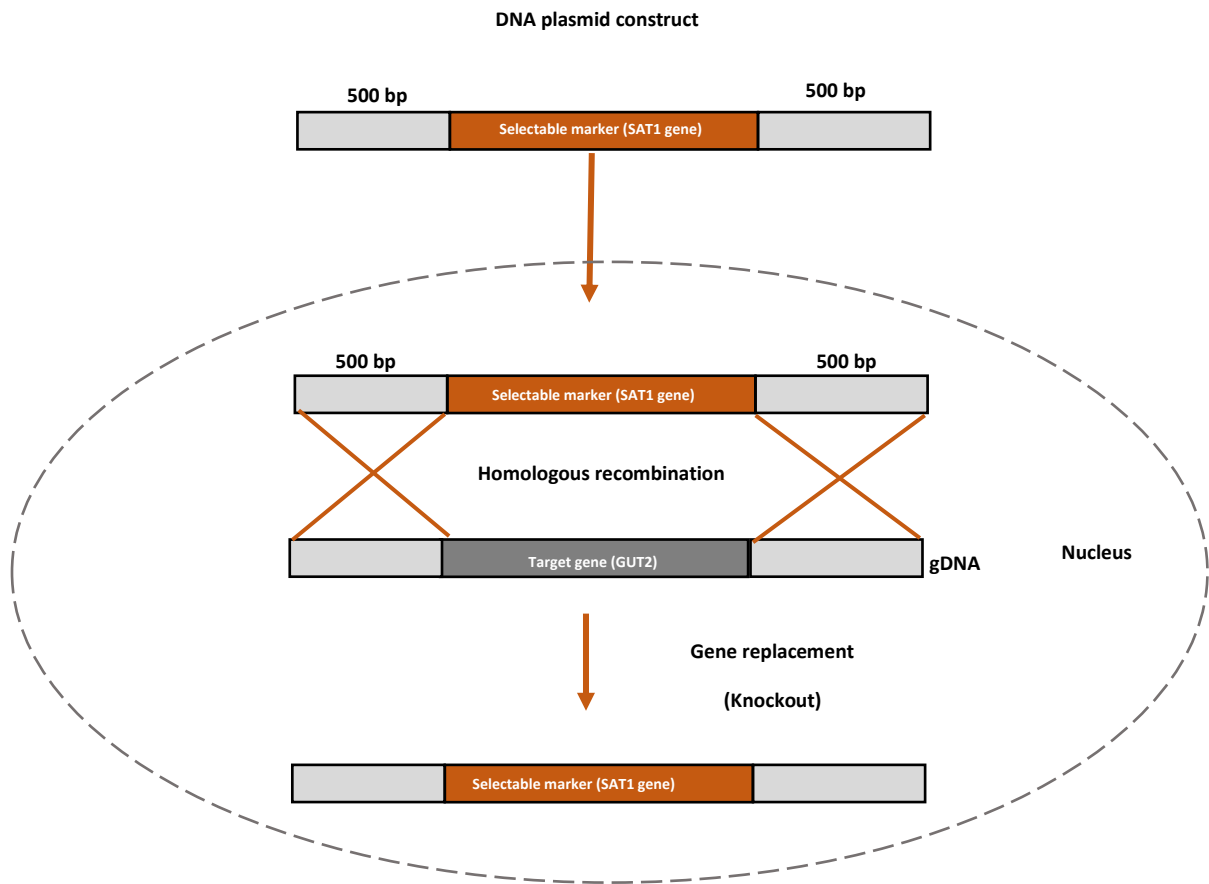 DNA plasmid construct
500 bp
500 bp
Selectable marker (SAT1 gene)
500 bp
500 bp
Selectable marker (SAT1 gene)
Homologous recombination
Target gene (GUT2)
gDNA
Nucleus
Gene replacement
(Knockout)
Selectable marker (SAT1 gene)